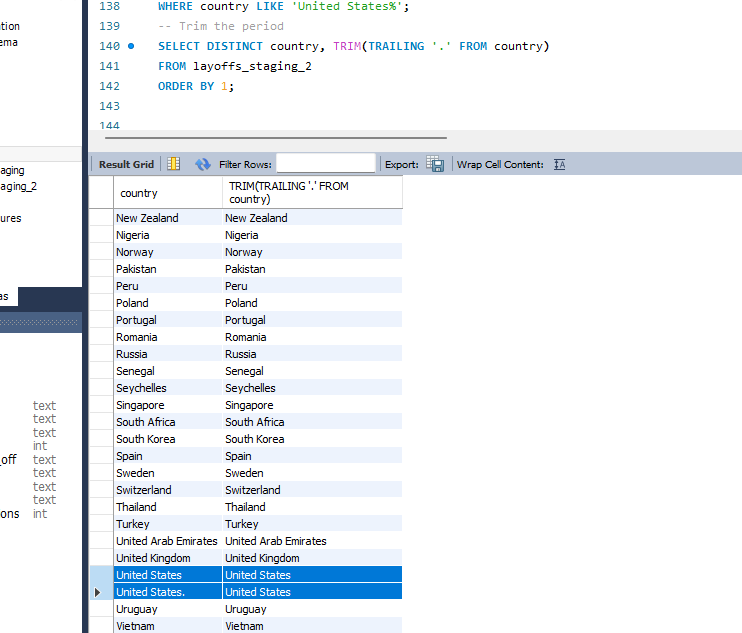 138 WHERE country LIKE 'United States%';
139 -- Trim the period
140 SELECT DISTINCT country, TRIM(TRAILING '.' FROM country)
141 FROM layoffs_staging_2
142 ORDER BY 1;
143
144
tion
ema
aging
aging_2
ures
as
text
text
text
int
_off text
text
text
text
ons int
Result Grid Filter Rows: Export: Wrap Cell Content:
country TRIM(TRAILING '.' FROM
country)
New Zealand New Zealand
Nigeria Nigeria
Norway Norway
Pakistan Pakistan
Peru Peru
Poland Poland
Portugal Portugal
Romania Romania
Russia Russia
Senegal Senegal
Seychelles Seychelles
Singapore Singapore
South Africa South Africa
South Korea South Korea
Spain Spain
Sweden Sweden
Switzerland Switzerland
Thailand Thailand
Turkey Turkey
United Arab Emirates United Arab Emirates
United Kingdom United Kingdom
United States United States
United States. United States
Uruguay Uruguay
Vietnam Vietnam